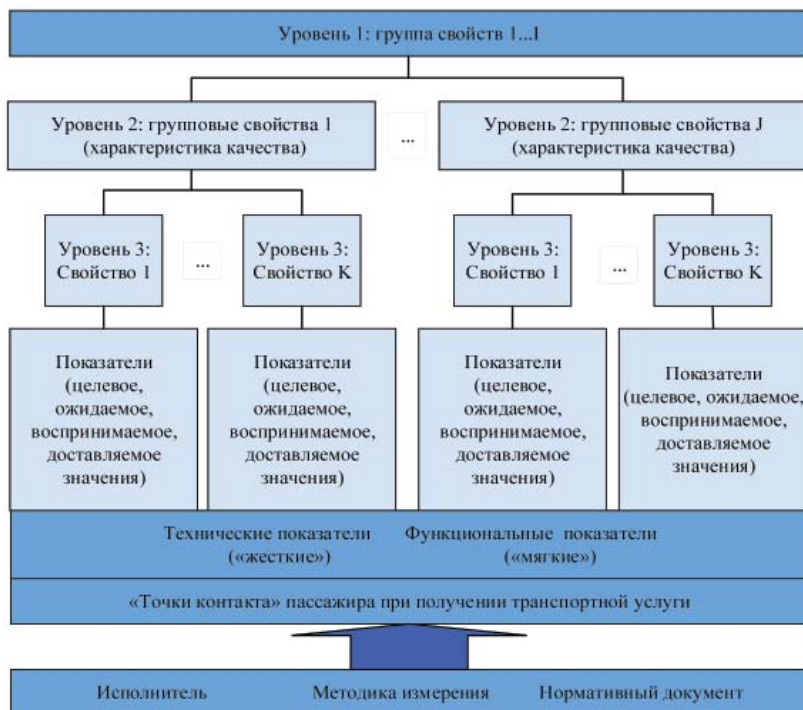 Уровень 1: группа свойств 1...I
Уровень 2: групповые свойства 1
(характеристика качества)
...
Уровень 2: групповые свойства J
(характеристика качества)
Уровень 3:
Свойство 1
...
Уровень 3:
Свойство K
Уровень 3:
Свойство 1
...
Уровень 3:
Свойство K
Показатели
(целевое,
ожидаемое,
воспринимаемое,
доставляемое
значения)
Показатели
(целевое,
ожидаемое,
воспринимаемое,
доставляемое
значения)
Показатели
(целевое,
ожидаемое,
воспринимаемое,
доставляемое
значения)
Показатели
(целевое, ожидаемое,
воспринимаемое,
доставляемое
значения)
Технические показатели
(«жесткие»)
Функциональные показатели
(«мягкие»)
«Точки контакта» пассажира при получении транспортной услуги
Исполнитель Методика измерения Нормативный документ